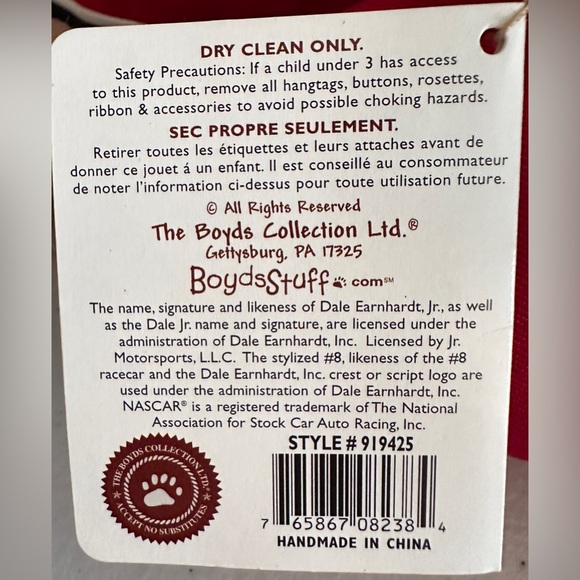 DRY CLEAN ONLY.
Safety Precautions: If a child under 3 has access
to this product, remove all hangtags, buttons, rosettes,
ribbon & accessories to avoid possible choking hazards.
SEC PROPRE SEULEMENT.
Retirer toutes les étiquettes et leurs attaches avant de
donner ce jouet á un enfant. Il est conseillé au consommateur
de noter l'information ci-dessus pour toute utilisation future.
© All Rights Reserved
The Boyds Collection Ltd.®
Gettysburg, PA 17325
BoydsStuff.com℠
The name, signature and likeness of Dale Earnhardt, Jr., as well
as the Dale Jr. name and signature, are licensed under the
administration of Dale Earnhardt, Inc. Licensed by Jr.
Motorsports, L.L.C. The stylized #8, likeness of the #8
racecar and the Dale Earnhardt, Inc. crest or script logo are
used under the administration of Dale Earnhardt, Inc.
NASCAR® is a registered trademark of The National
Association for Stock Car Auto Racing, Inc.
STYLE # 919425
THE BOYDS COLLECTION LTD.
ACCEPT NO SUBSTITUTES
7 65867 08238 4
HANDMADE IN CHINA